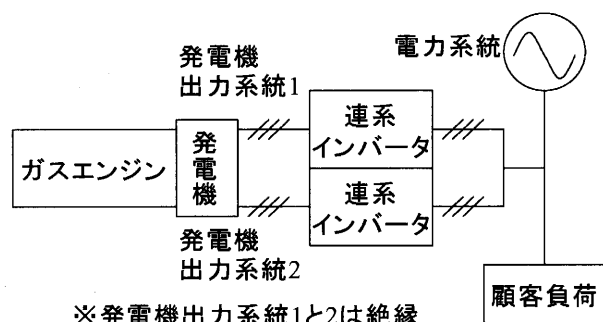 電力系統
発電機
出力系統1
連系
インバータ
ガスエンジン
発電機
連系
インバータ
発電機
出力系統2
顧客負荷
※発電機出力系統1と2は絶縁